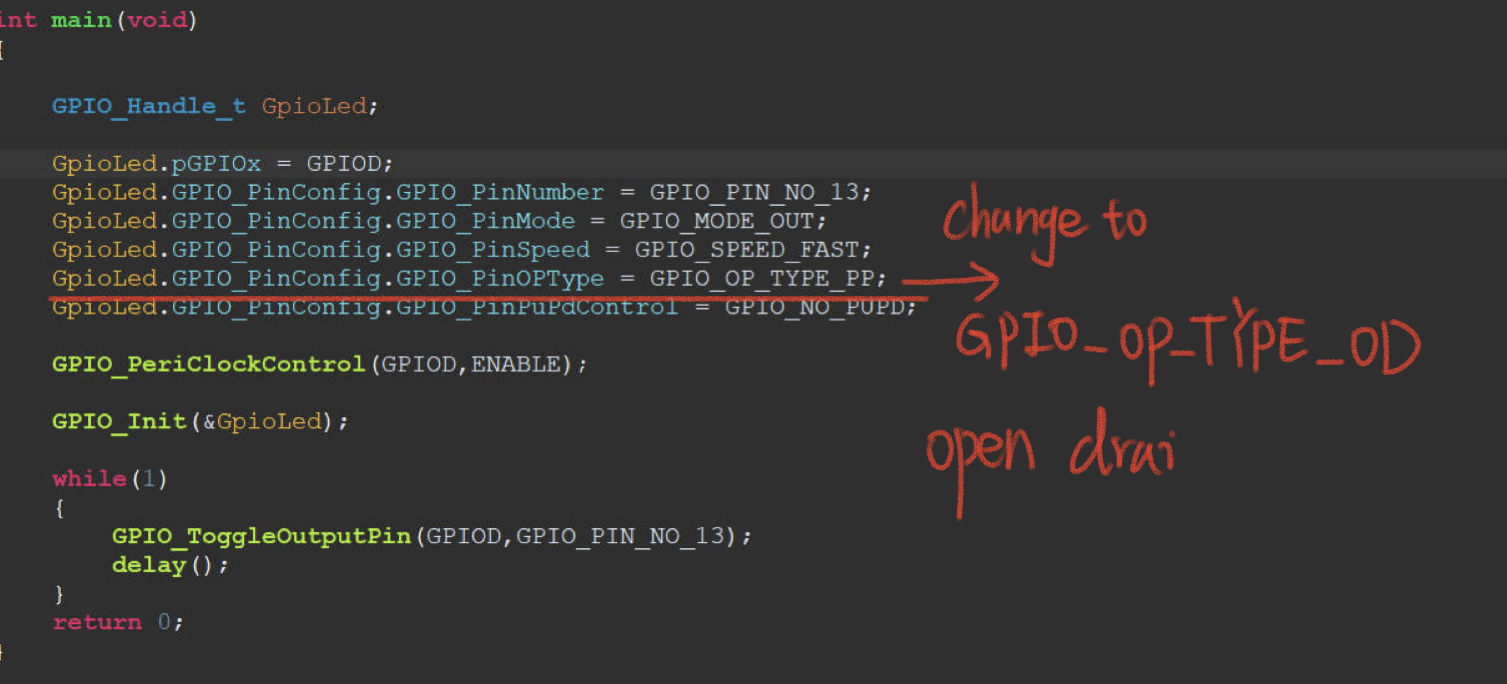 int main(void)
{
GPIO_Handle_t GpioLed;
GpioLed.pGPIOx = GPIOD;
GpioLed.GPIO_PinConfig.GPIO_PinNumber = GPIO_PIN_NO_13;
GpioLed.GPIO_PinConfig.GPIO_PinMode = GPIO_MODE_OUT;
GpioLed.GPIO_PinConfig.GPIO_PinSpeed = GPIO_SPEED_FAST;
GpioLed.GPIO_PinConfig.GPIO_PinOPType = GPIO_OP_TYPE_PP;
GpioLed.GPIO_PinConfig.GPIO_PinPuPdControl = GPIO_NO_PUPD;
GPIO_PeriClockControl(GPIOD,ENABLE);
GPIO_Init(&GpioLed);
while(1)
{
GPIO_ToggleOutputPin(GPIOD,GPIO_PIN_NO_13);
delay();
}
return 0;
}
change to
GPIO_OP_TYPE_OD
open drai